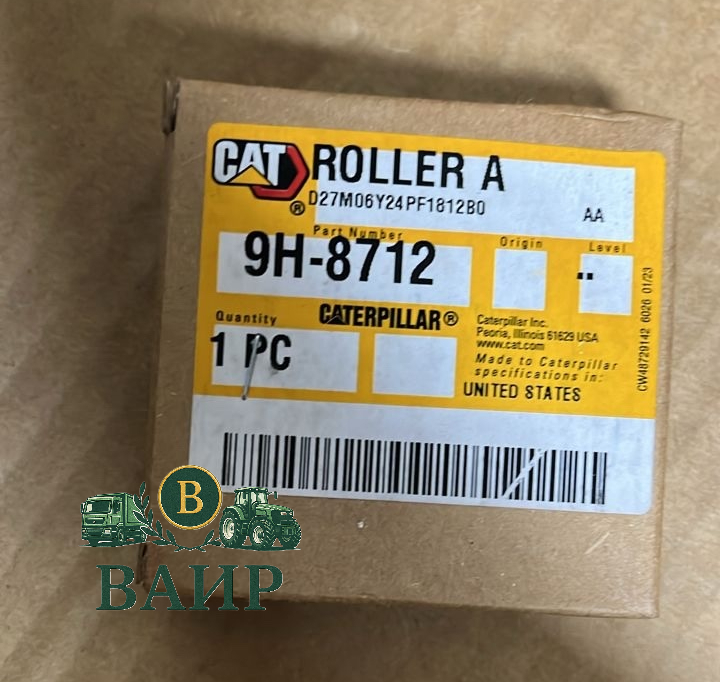 CAT ROLLER A
®
D27M06Y24PF1812B0
AA
Part Number
Origin
Level
9H-8712
Quantity
CATERPILLAR®
1 PC
Caterpillar Inc.
Peoria, Illinois 61629 USA
www.cat.com
Made to Caterpillar
specifications in:
UNITED STATES
CW48729142 6026 01/23
В
ВАИР